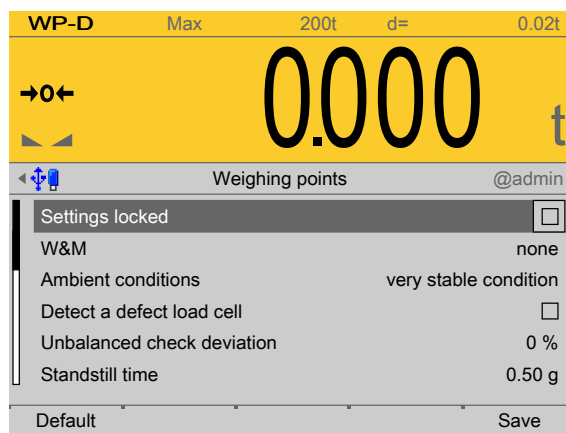 WP-D Max 200t d= 0.02t
→0← 0.000 t
Weighing points @admin
Settings locked
W&M none
Ambient conditions very stable condition
Detect a defect load cell
Unbalanced check deviation 0 %
Standstill time 0.50 g
Default Save